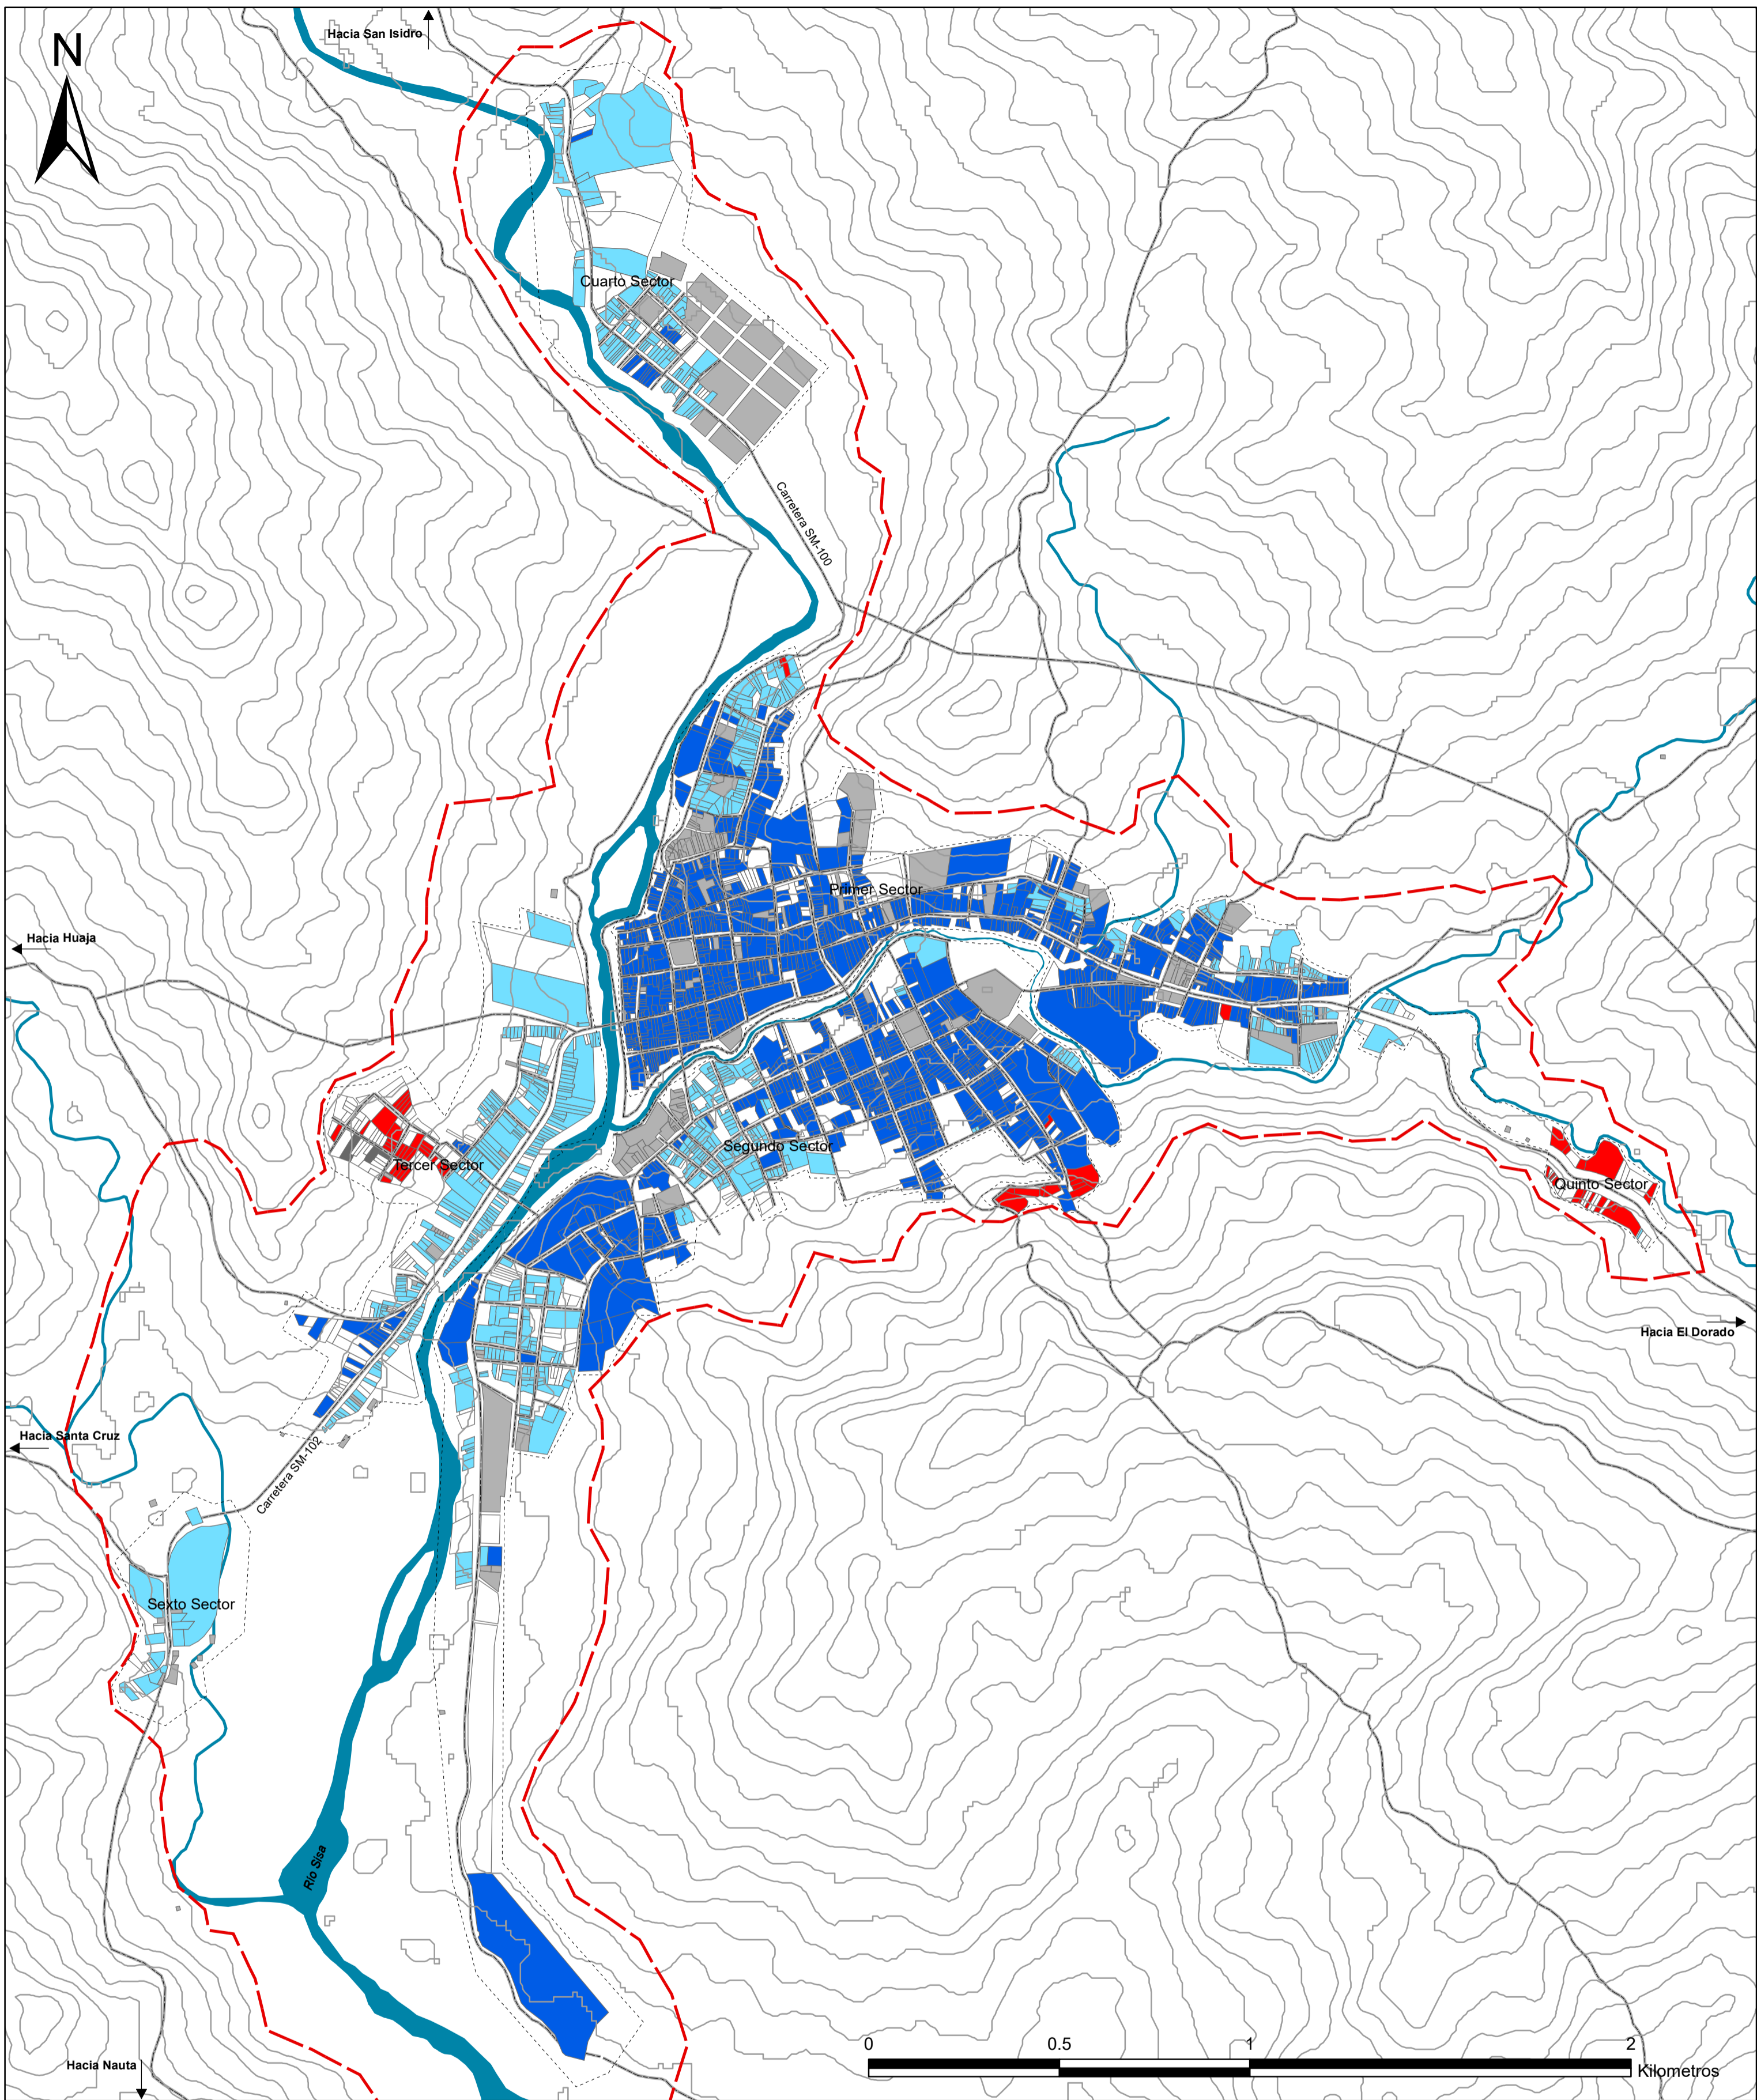 Hacia San Isidro
N
Cuarto Sector
Carretera SM-100
Primer Sector
Hacia Huaja
Segundo Sector
Tercer Sector
Quinto Sector
Hacia El Dorado
Hacia Santa Cruz
Carretera SM-102
Sexto Sector
Río Sisa
0 0.5 1 2
Kilometros
Hacia Nauta